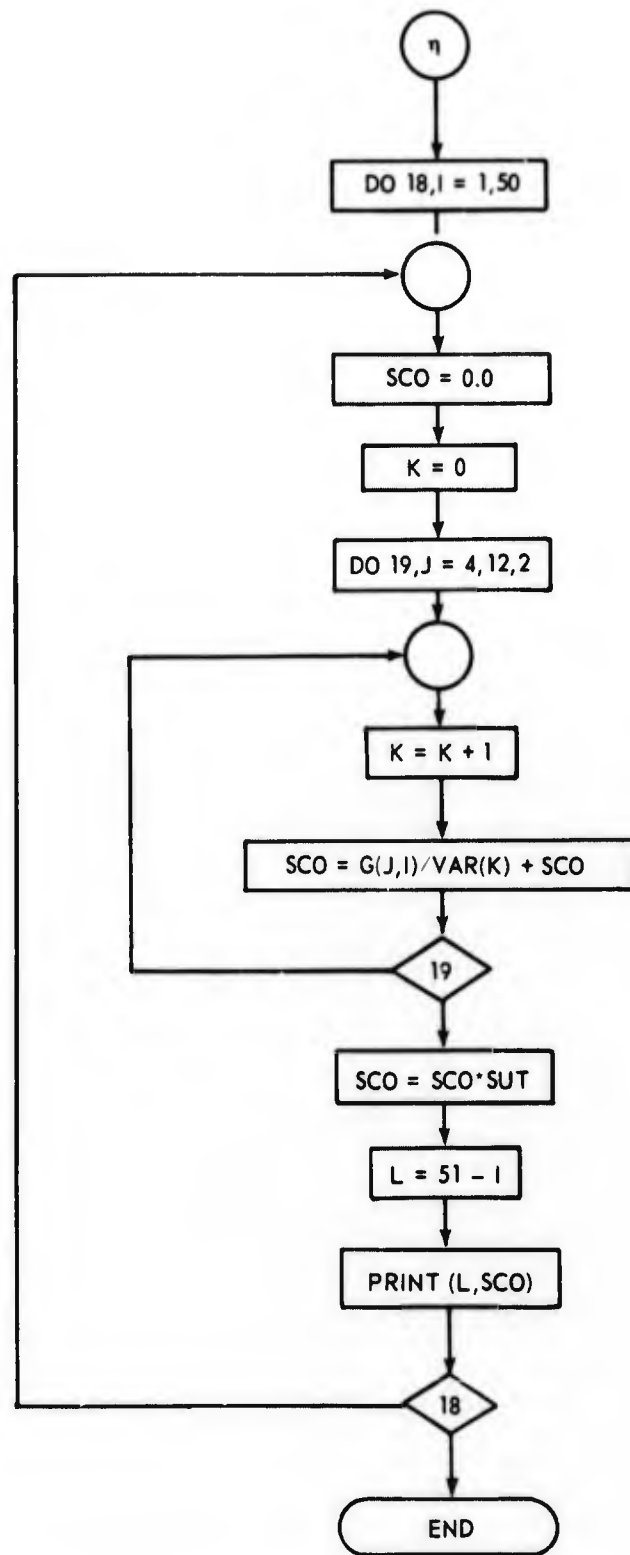 η
DO 18,I = 1,50
SCO = 0.0
K = 0
DO 19,J = 4,12,2
K = K + 1
SCO = G(J,I)/VAR(K) + SCO
19
SCO = SCO*SUT
L = 51 – I
PRINT (L,SCO)
18
END